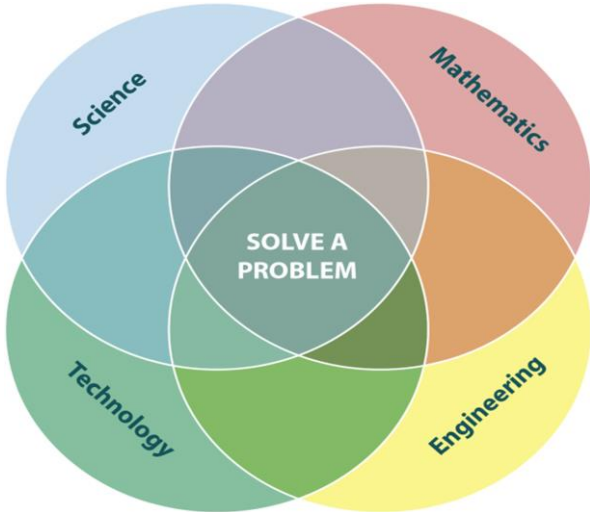 Science
Mathematics
SOLVE A
PROBLEM
Technology
Engineering